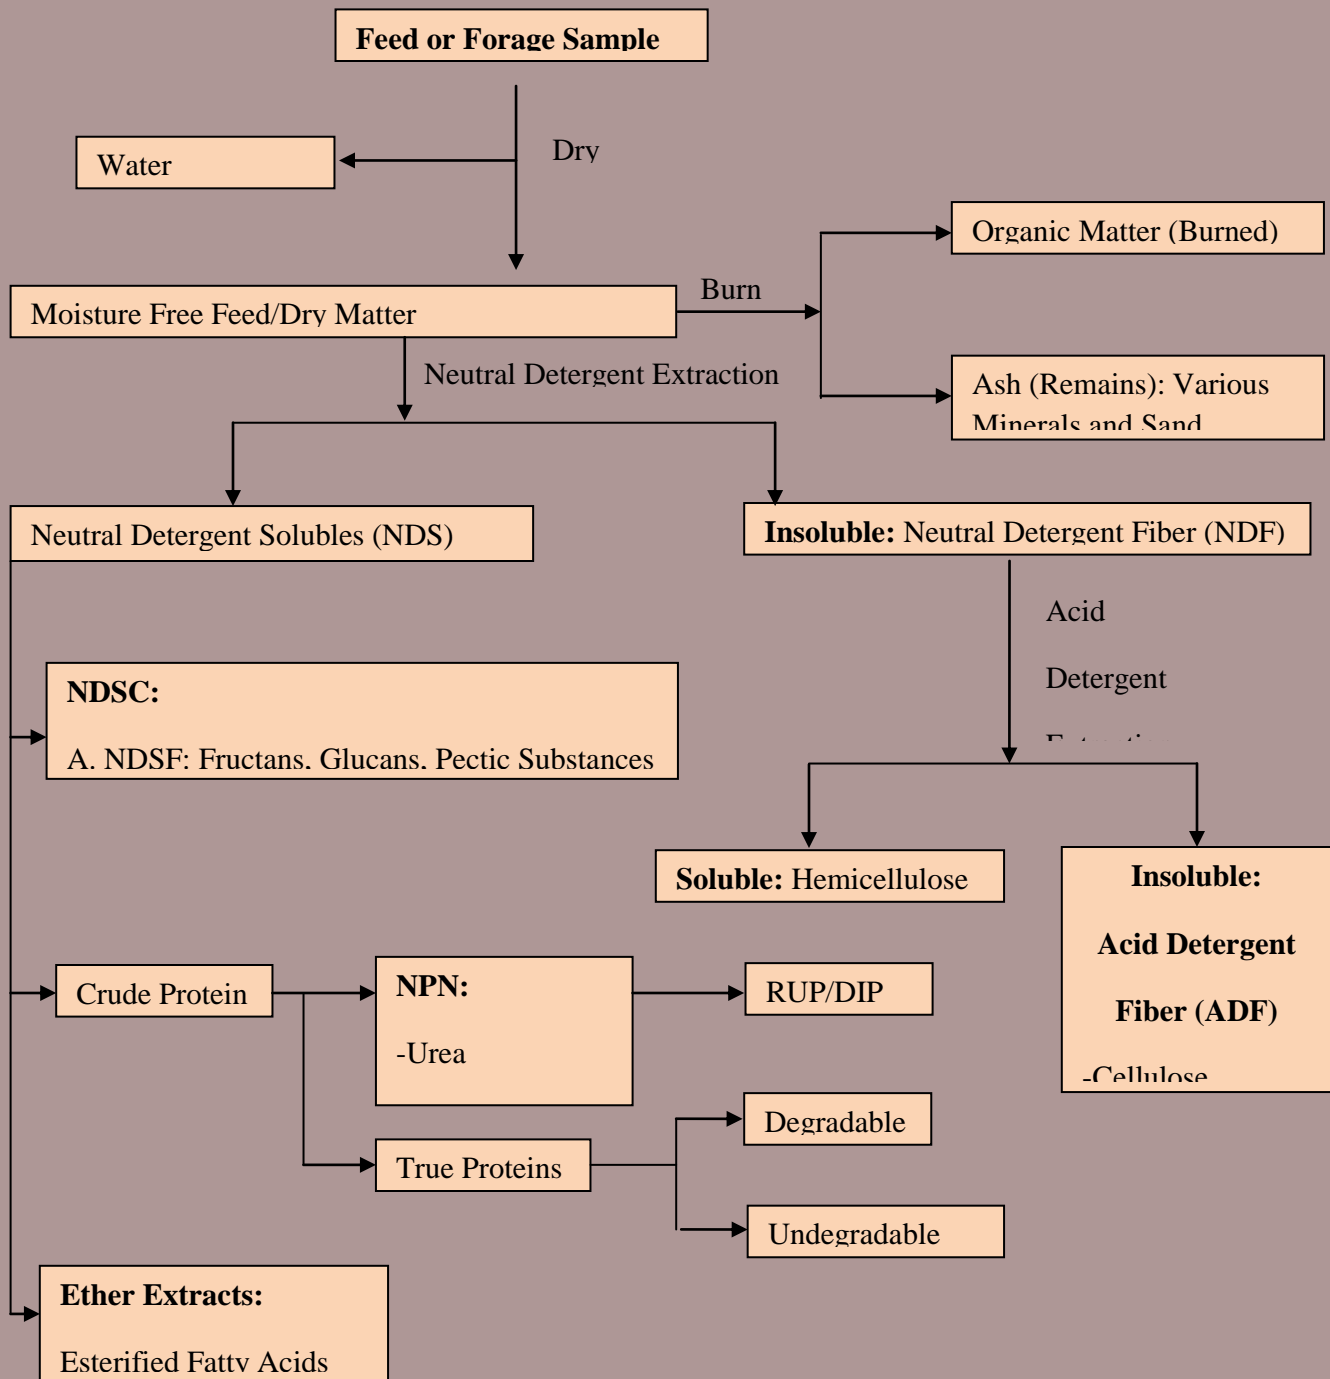 Feed or Forage Sample
Dry
Water
Organic Matter (Burned)
Burn
Moisture Free Feed/Dry Matter
Neutral Detergent Extraction
Ash (Remains): Various
Minerals and Sand
Neutral Detergent Solubles (NDS)
Insoluble: Neutral Detergent Fiber (NDF)
Acid
Detergent
NDSC:
A. NDSF: Fructans, Glucans, Pectic Substances
Soluble: Hemicellulose
Insoluble:
Acid Detergent
Fiber (ADF)
-Cellulose
Crude Protein
NPN:
-Urea
RUP/DIP
True Proteins
Degradable
Undegradable
Ether Extracts:
Esterified Fatty Acids